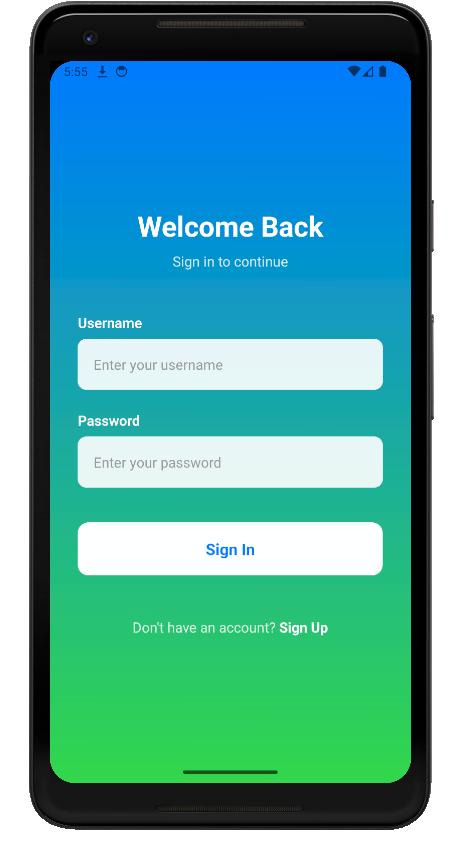 5:55
Welcome Back
Sign in to continue
Username
Enter your username
Password
Enter your password
Sign In
Don't have an account? Sign Up